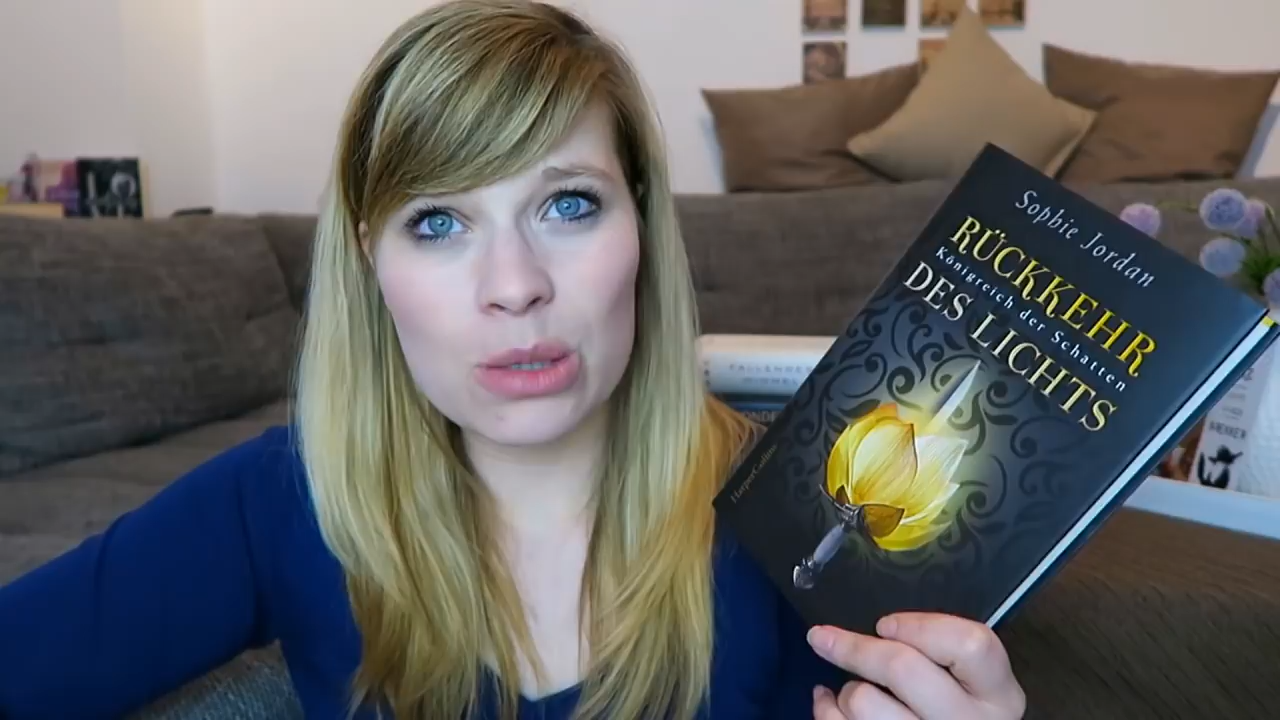 Sophie Jordan
RÜCKKEHR
Königreich der Schatten
DES LICHTS
HarperCollins